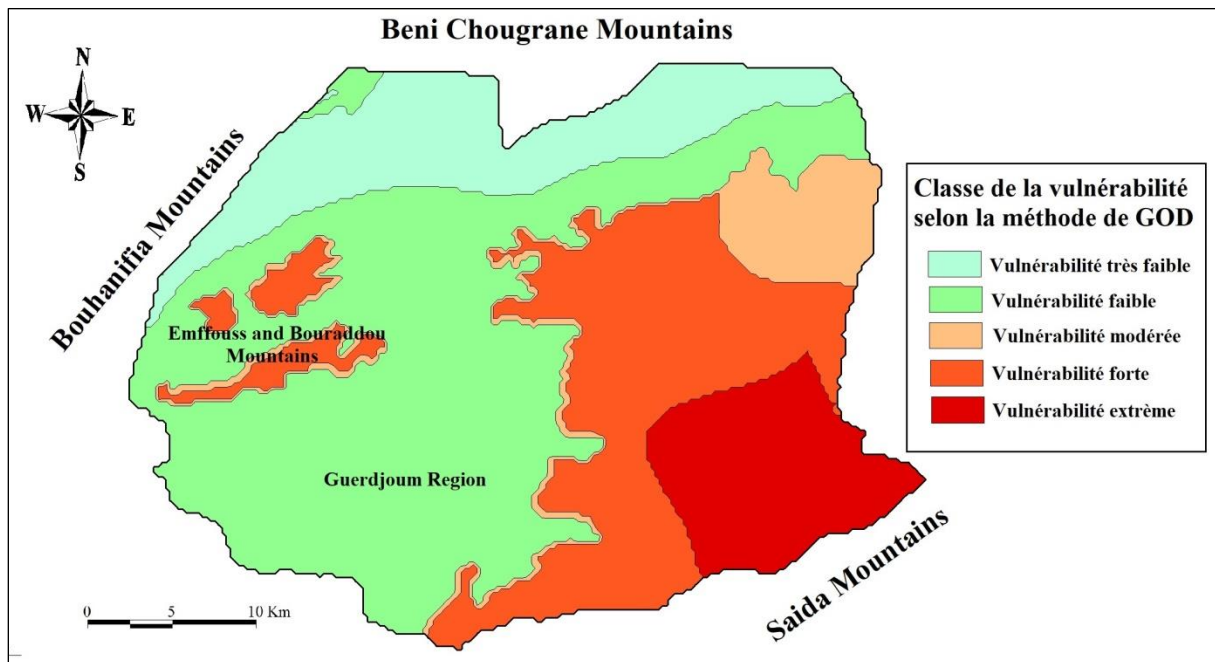 Beni Chougrane Mountains
N
W
E
S
Bouhanifia Mountains
Classe de la vulnérabilité
selon la méthode de GOD
Vulnérabilité très faible
Vulnérabilité faible
Vulnérabilité modérée
Vulnérabilité forte
Vulnérabilité extrème
Emffouss and Bouraddou
Mountains
Guerdjoum Region
Saida Mountains
0 5 10 Km